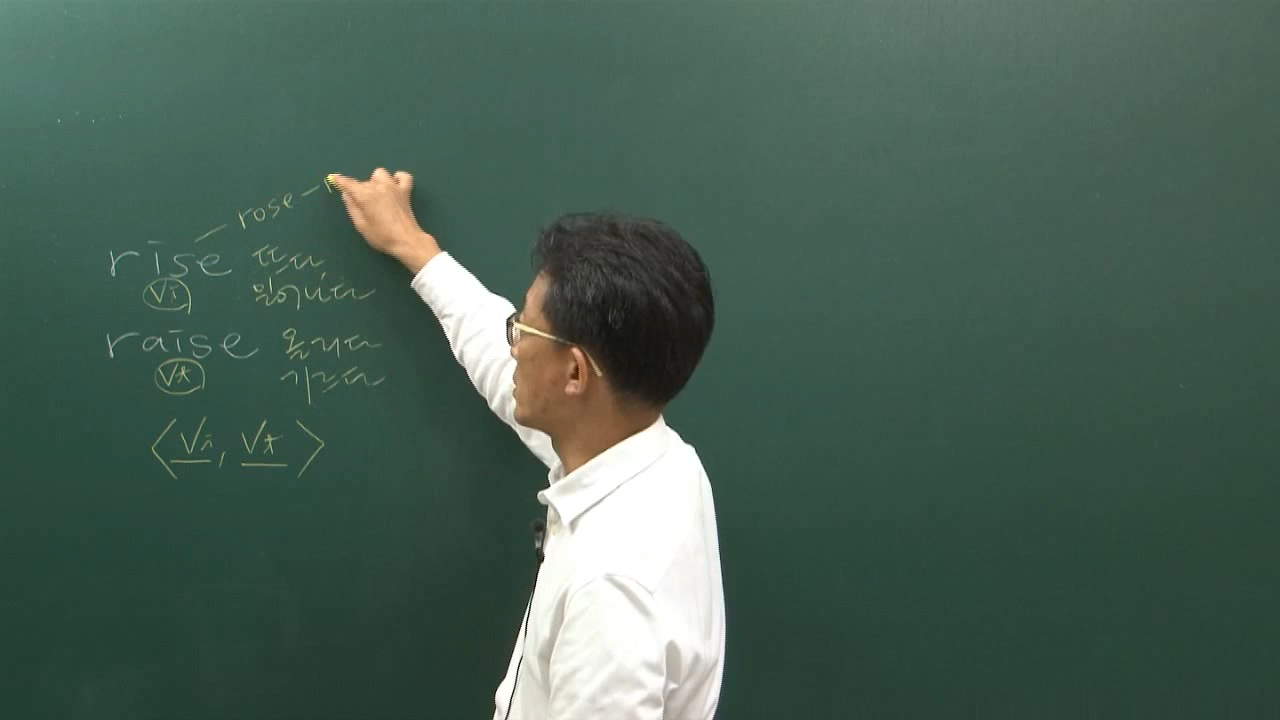 – rose – r
rise 뜨다
Vi 일어나다
raise 올리다
Vt 기르다
< Vi, Vt >